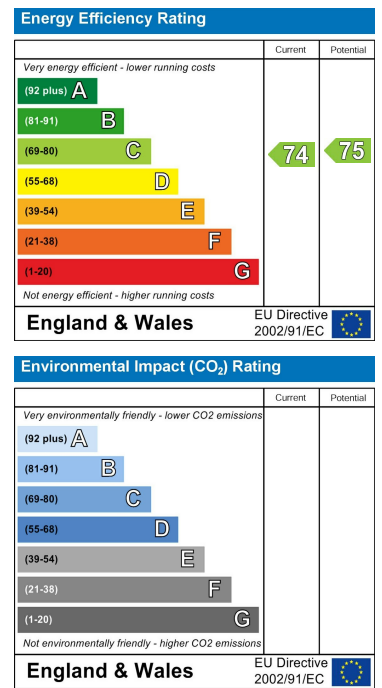 Energy Efficiency Rating
Current Potential
Very energy efficient - lower running costs
(92 plus) A
(81-91) B
(69-80) C
74 75
(55-68) D
(39-54) E
(21-38) F
(1-20) G
Not energy efficient - higher running costs
England & Wales
EU Directive
2002/91/EC
Environmental Impact (CO₂) Rating
Current Potential
Very environmentally friendly - lower CO2 emissions
(92 plus) A
(81-91) B
(69-80) C
(55-68) D
(39-54) E
(21-38) F
(1-20) G
Not environmentally friendly - higher CO2 emissions
England & Wales
EU Directive
2002/91/EC